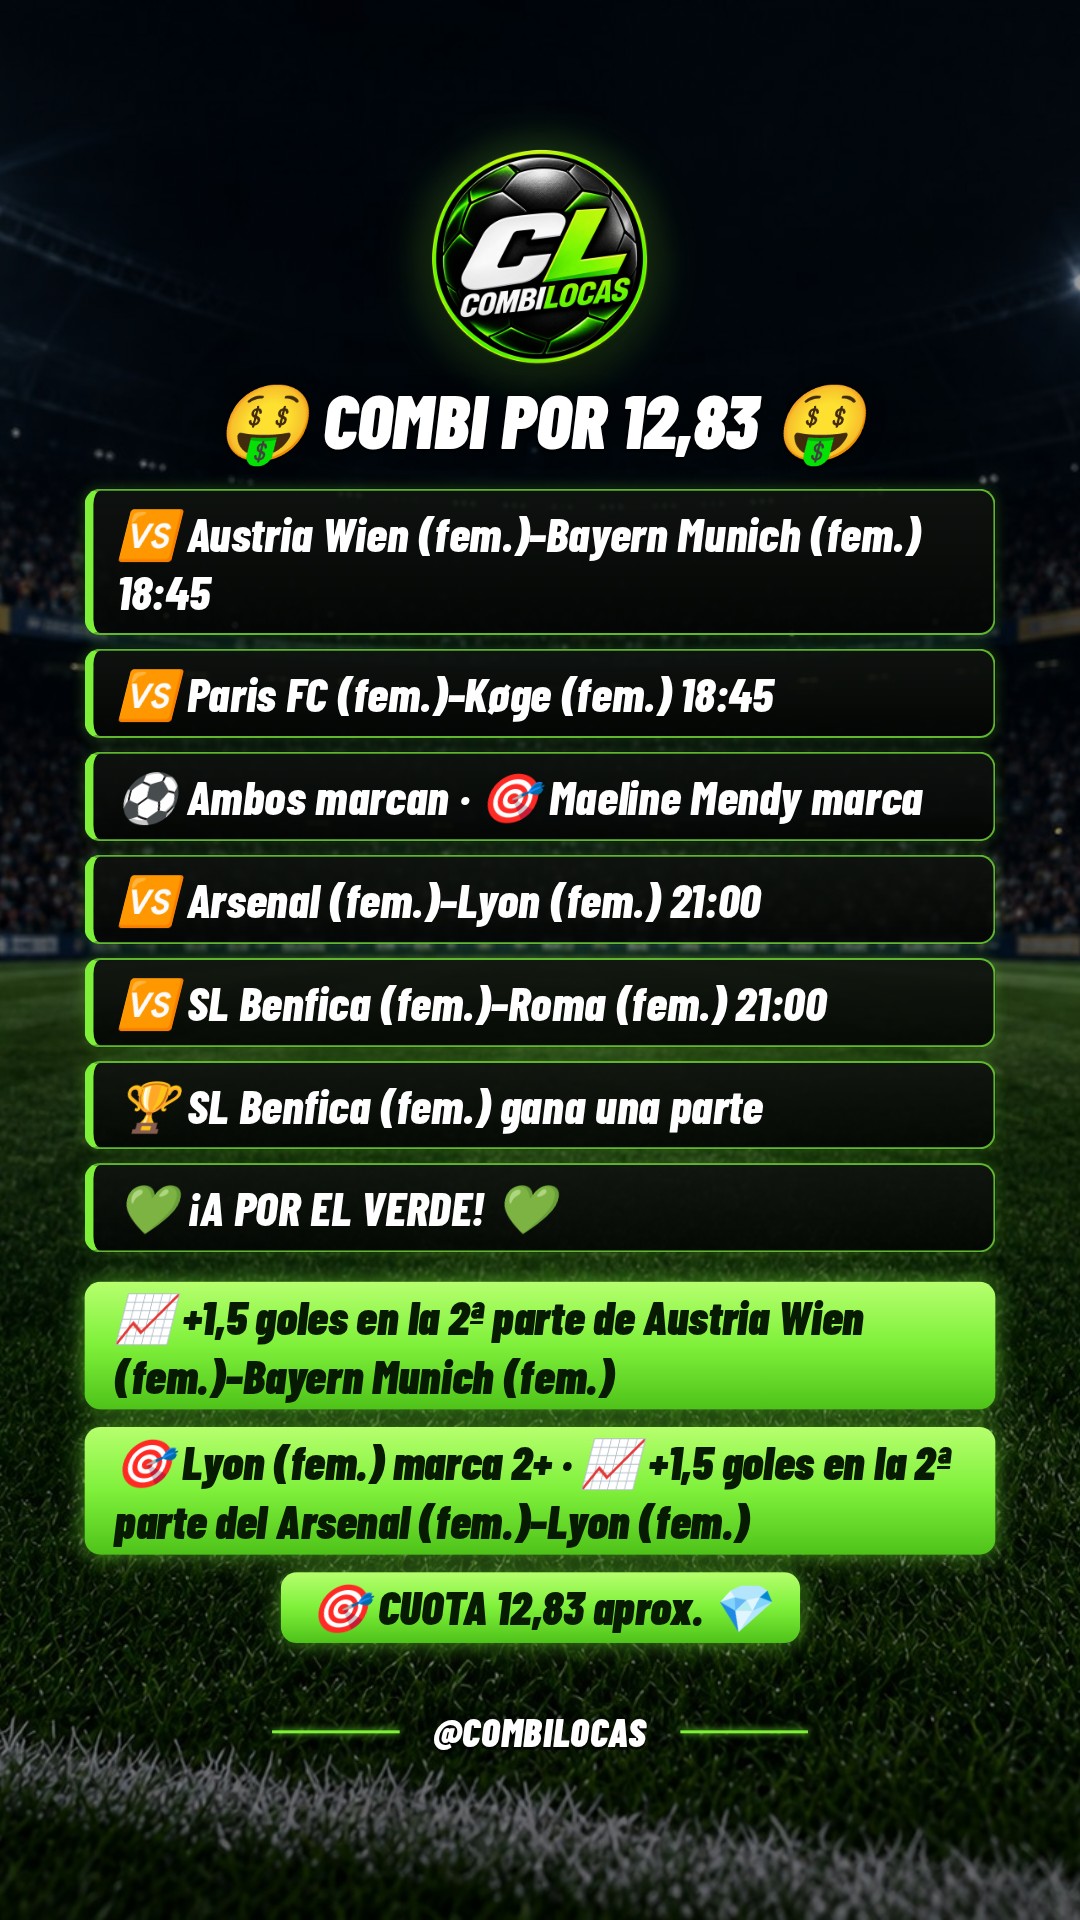 CL
COMBILOCAS
🤑 COMBI POR 12,83 🤑
🆚 Austria Wien (fem.)–Bayern Munich (fem.)
18:45
🆚 Paris FC (fem.)–Køge (fem.) 18:45
⚽ Ambos marcan · 🎯 Maeline Mendy marca
🆚 Arsenal (fem.)–Lyon (fem.) 21:00
🆚 SL Benfica (fem.)–Roma (fem.) 21:00
🏆 SL Benfica (fem.) gana una parte
💚 ¡A POR EL VERDE! 💚
📈 +1,5 goles en la 2ª parte de Austria Wien
(fem.)–Bayern Munich (fem.)
🎯 Lyon (fem.) marca 2+ · 📈 +1,5 goles en la 2ª
parte del Arsenal (fem.)–Lyon (fem.)
🎯 CUOTA 12,83 aprox. 💎
@COMBILOCAS